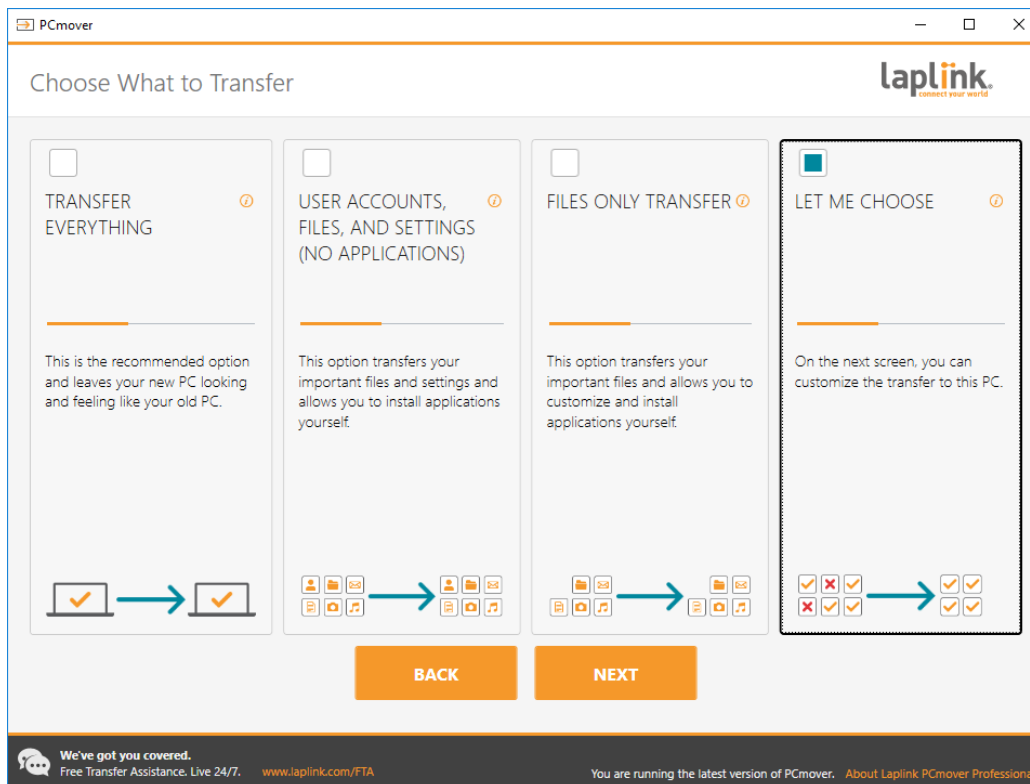 PCmover
Choose What to Transfer
laplink.
connect your world
TRANSFER
EVERYTHING
This is the recommended option
and leaves your new PC looking
and feeling like your old PC.
USER ACCOUNTS,
FILES, AND SETTINGS
(NO APPLICATIONS)
This option transfers your
important files and settings and
allows you to install applications
yourself.
FILES ONLY TRANSFER
This option transfers your
important files and allows you to
customize and install
applications yourself.
LET ME CHOOSE
On the next screen, you can
customize the transfer to this PC.
BACK
NEXT
We've got you covered.
Free Transfer Assistance. Live 24/7. www.laplink.com/FTA
You are running the latest version of PCmover. About Laplink PCmover Professiona